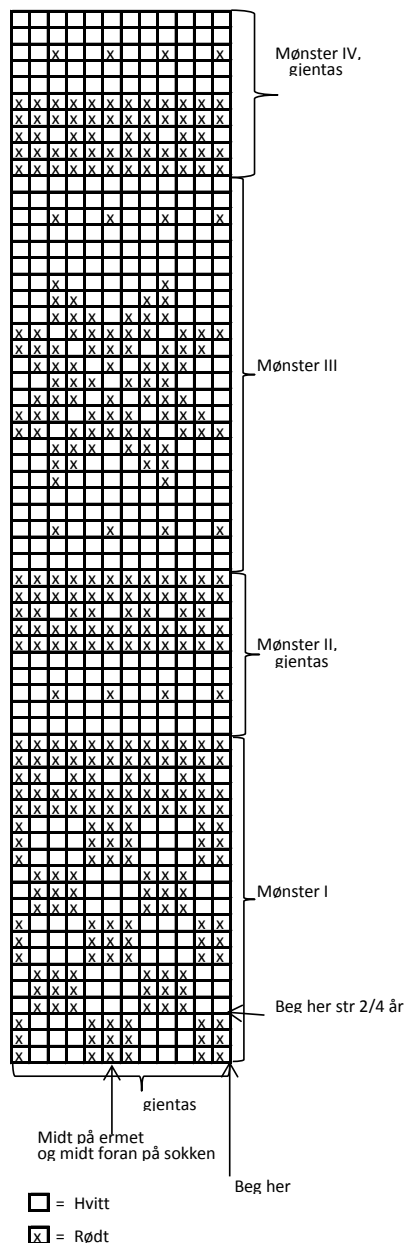 Mønster IV,
gjentas
Mønster III
Mønster II,
gjentas
Mønster I
Beg her str 2/4 år
gjentas
Midt på ermet
og midt foran på sokken
Beg her
= Hvitt
x = Rødt